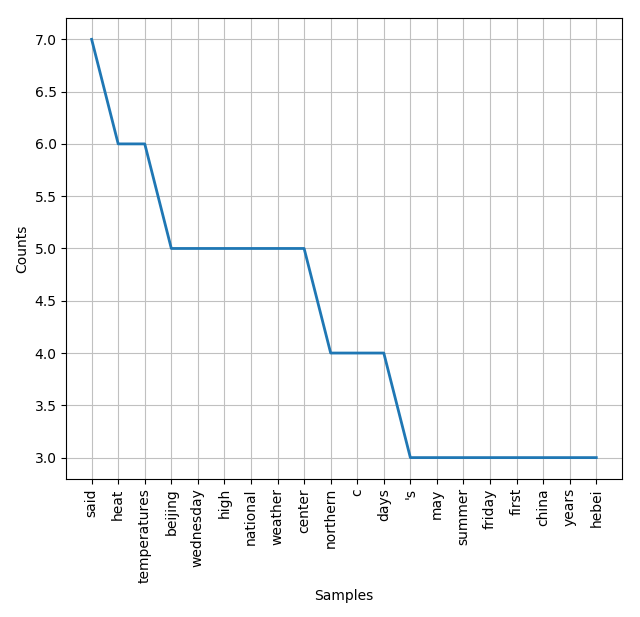 7.0
6.5
6.0
5.5
5.0
4.5
4.0
3.5
3.0
Counts
said
heat
temperatures
beijing
wednesday
high
national
weather
center
northern
c
days
's
may
summer
friday
first
china
years
hebei
Samples